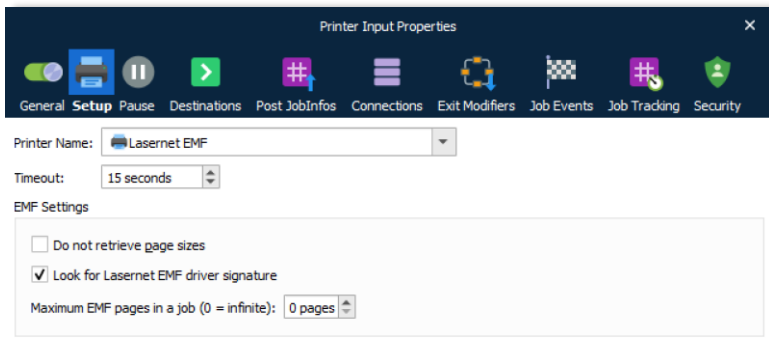 Printer Input Properties
General Setup Pause Destinations Post JobInfos Connections Exit Modifiers Job Events Job Tracking Security
Printer Name: Lasernet EMF
Timeout: 15 seconds
EMF Settings
Do not retrieve page sizes
Look for Lasernet EMF driver signature
Maximum EMF pages in a job (0 = infinite): 0 pages